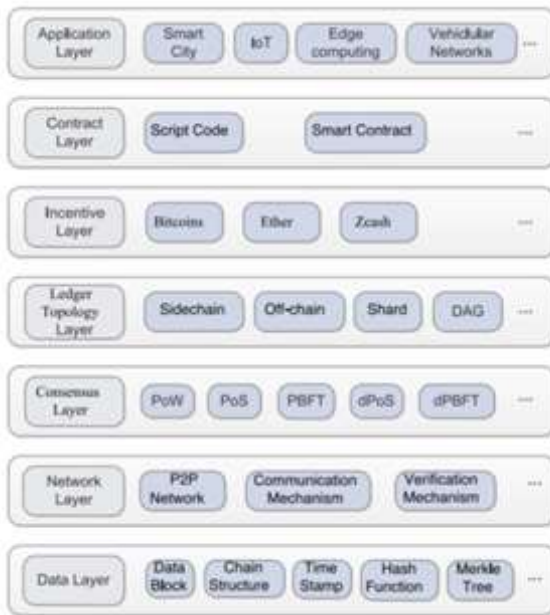 Application Layer
Smart City
IoT
Edge computing
Vehidular Networks
...
Contract Layer
Script Code
Smart Contract
...
Incentive Layer
Bitcoins
Ether
Zcash
...
Ledger Topology Layer
Sidechain
Off-chain
Shard
DAG
...
Consensus Layer
PoW
PoS
PBFT
dPoS
dPBFT
...
Network Layer
P2P Network
Communication Mechanism
Verification Mechanism
...
Data Layer
Data Block
Chain Structure
Time Stamp
Hash Function
Merkle Tree
...